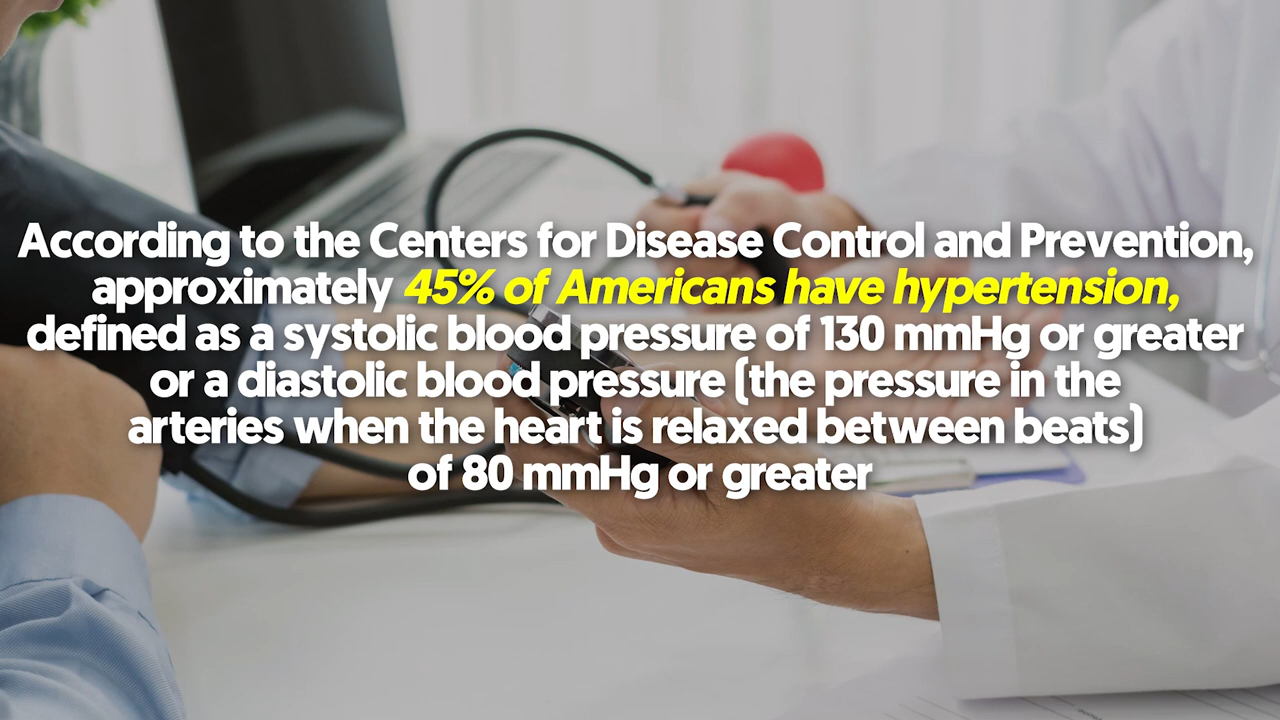 According to the Centers for Disease Control and Prevention,
approximately 45% of Americans have hypertension,
defined as a systolic blood pressure of 130 mmHg or greater
or a diastolic blood pressure (the pressure in the
arteries when the heart is relaxed between beats)
of 80 mmHg or greater